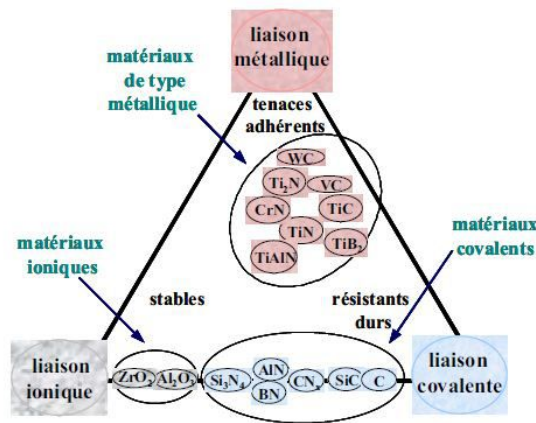 liaison
métallique
matériaux
de type
métallique
tenaces
adhérents
WC
Ti₂N
VC
CrN
TiC
TiN
TiB₂
TiAlN
matériaux
ioniques
matériaux
covalents
stables
résistants
durs
liaison
ionique
ZrO₂
Al₂O₃
Si₃N₄
AlN
BN
CNₓ
SiC
C
liaison
covalente